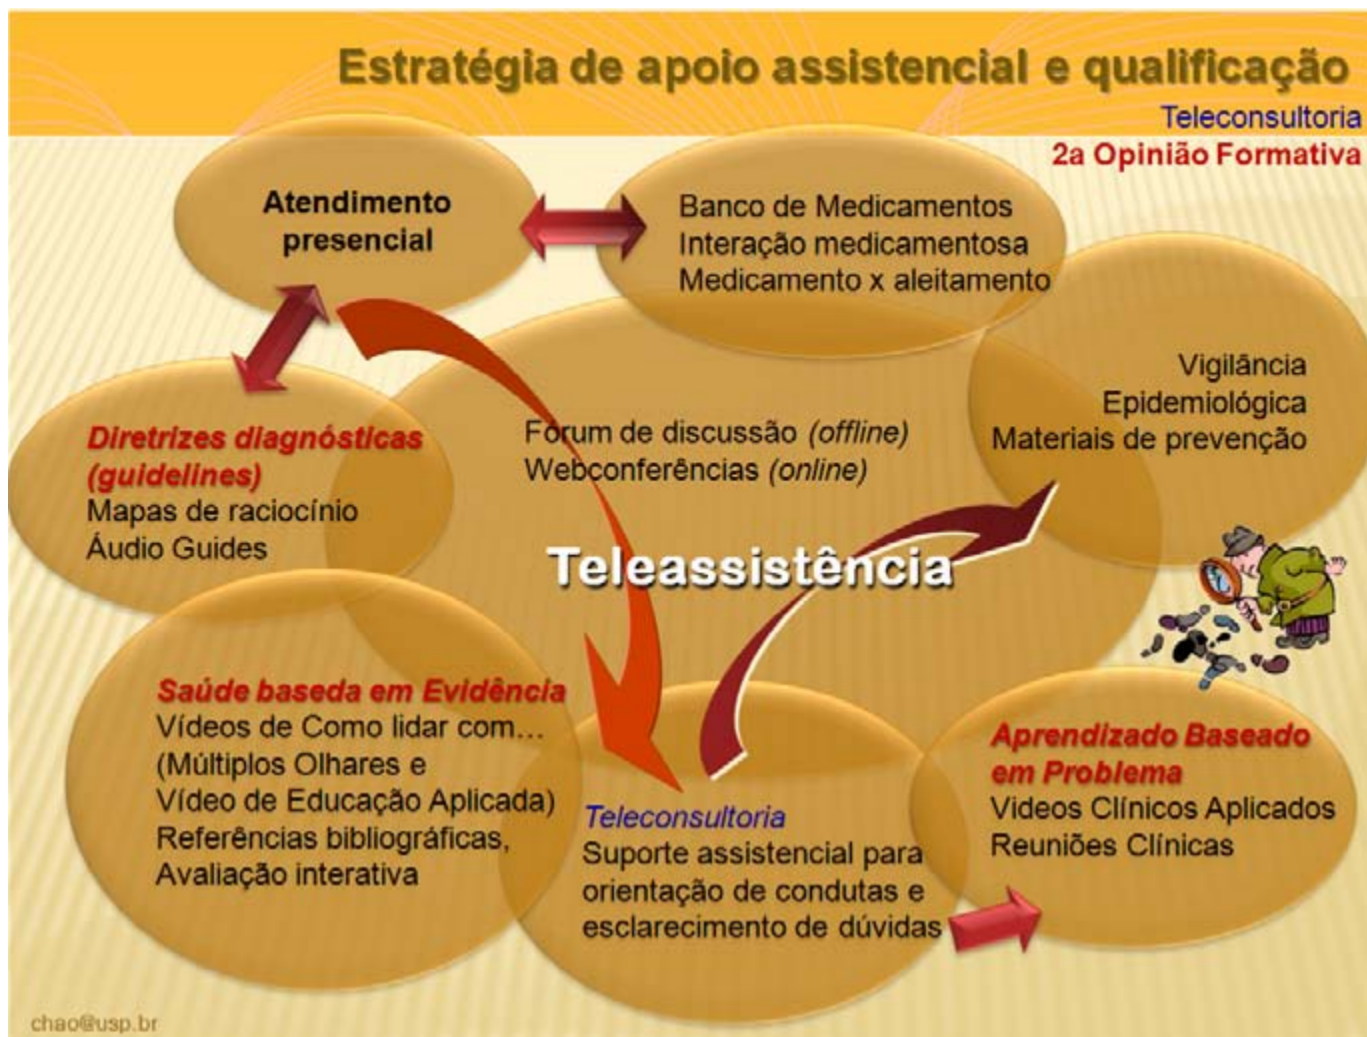 Estratégia de apoio assistencial e qualificação
Teleconsultoria
2a Opinião Formativa
Atendimento
presencial
Banco de Medicamentos
Interação medicamentosa
Medicamento x aleitamento
Vigilância
Epidemiológica
Materiais de prevenção
Diretrizes diagnósticas
(guidelines)
Mapas de raciocínio
Áudio Guides
Fórum de discussão (offline)
Webconferências (online)
Teleassistência
Saúde baseda em Evidência
Vídeos de Como lidar com...
(Múltiplos Olhares e
Vídeo de Educação Aplicada)
Referências bibliográficas,
Avaliação interativa
Teleconsultoria
Suporte assistencial para
orientação de condutas e
esclarecimento de dúvidas
Aprendizado Baseado
em Problema
Videos Clínicos Aplicados
Reuniões Clínicas
chao@usp.br